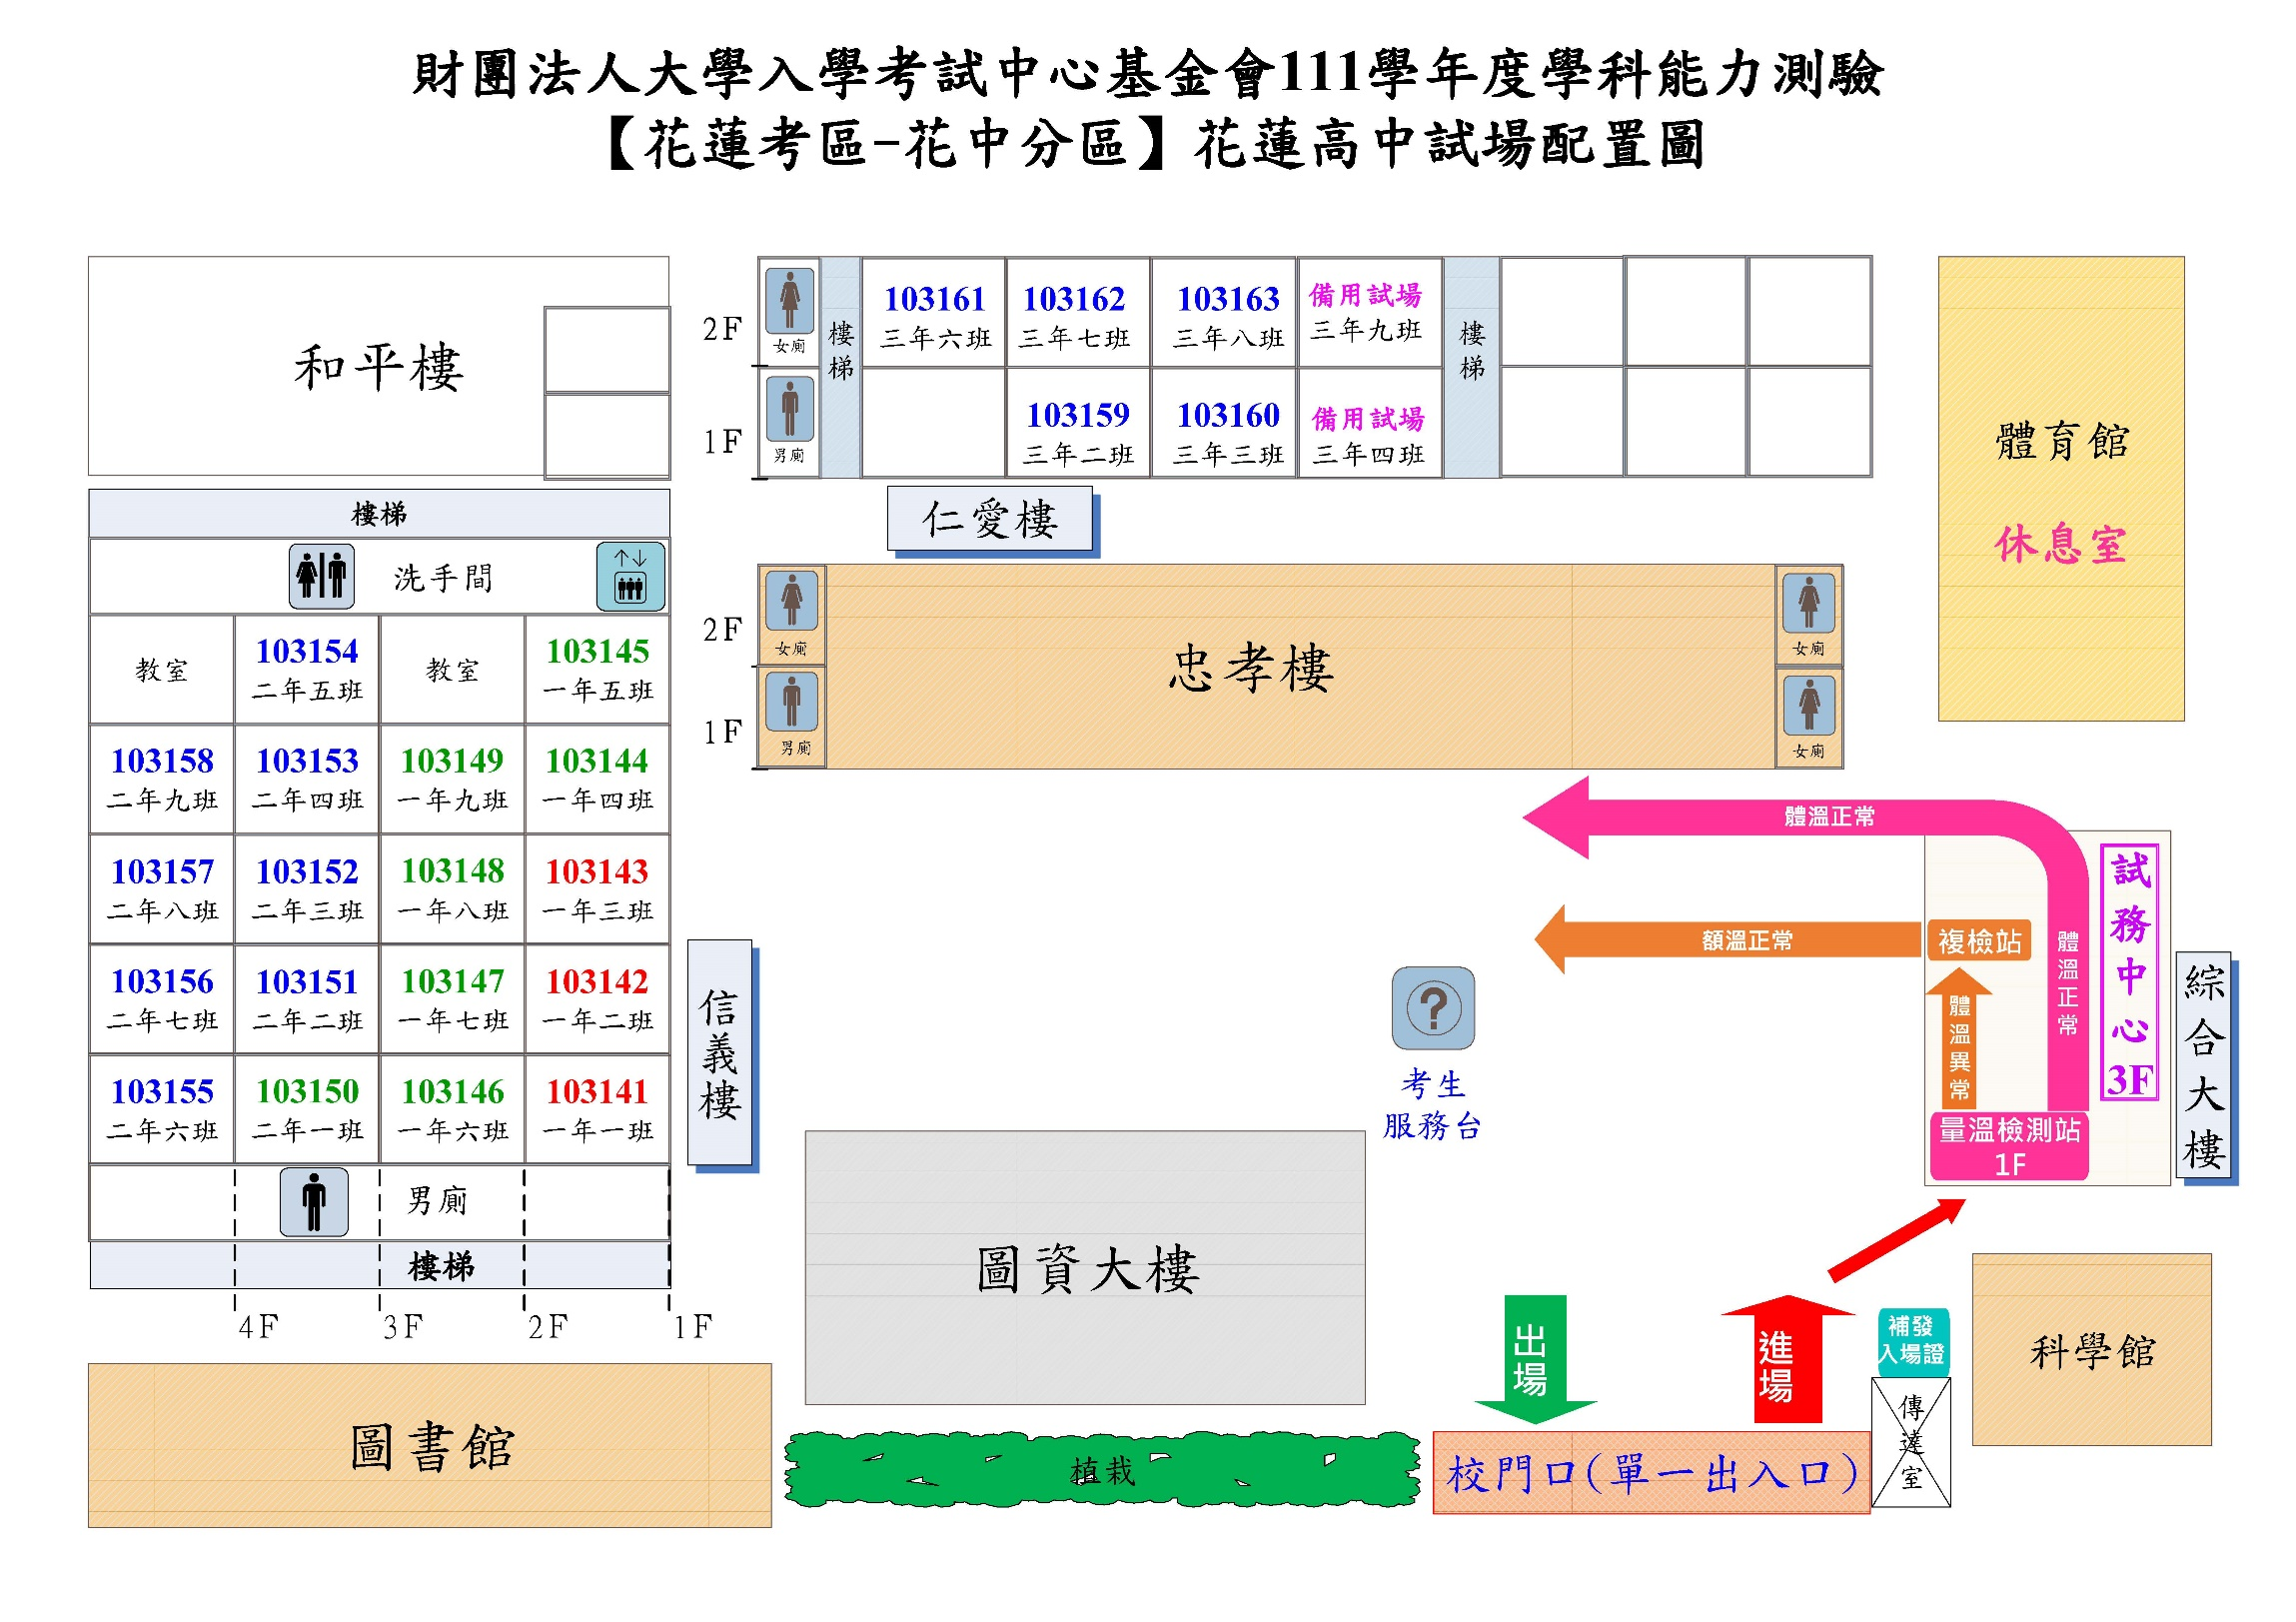 財團法人大學入學考試中心基金會111學年度學科能力測驗
【花蓮考區-花中分區】花蓮高中試場配置圖
和平樓
2F
1F
女廁
男廁
樓梯
103161
三年六班
103162
三年七班
103163
三年八班
備用試場
三年九班
103159
三年二班
103160
三年三班
備用試場
三年四班
樓梯
仁愛樓
體育館
休息室
樓梯
洗手間
教室
103154
二年五班
教室
103145
一年五班
103158
二年九班
103153
二年四班
103149
一年九班
103144
一年四班
103157
二年八班
103152
二年三班
103148
一年八班
103143
一年三班
103156
二年七班
103151
二年二班
103147
一年七班
103142
一年二班
103155
二年六班
103150
二年一班
103146
一年六班
103141
一年一班
男廁
樓梯
4F
3F
2F
1F
信義樓
2F
1F
女廁
男廁
忠孝樓
女廁
女廁
體溫正常
額溫正常
複檢站
體溫正常
體溫異常
量溫檢測站
1F
試務中心3F
綜合大樓
?
考生
服務台
圖資大樓
圖書館
植栽
出場
進場
補發
入場證
傳達室
科學館
校門口(單一出入口)